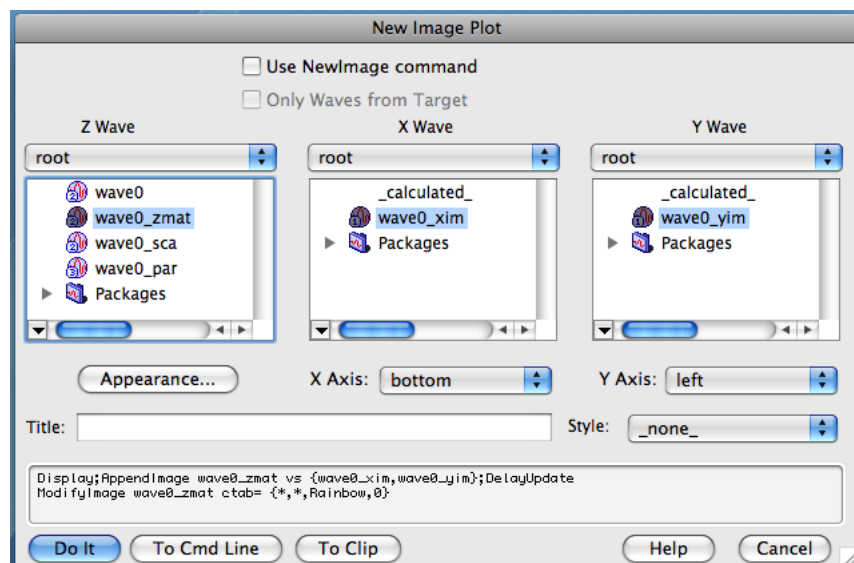 New Image Plot
Use NewImage command
Only Waves from Target
Z Wave X Wave Y Wave
root root root
wave0 _calculated_ _calculated_
wave0_zmat wave0_xim wave0_yim
wave0_sca Packages Packages
wave0_par
Packages
Appearance... X Axis: bottom Y Axis: left
Title: Style: _none_
Display;AppendImage wave0_zmat vs {wave0_xim,wave0_yim};DelayUpdate
ModifyImage wave0_zmat ctab= {*,*,Rainbow,0}
Do It To Cmd Line To Clip Help Cancel